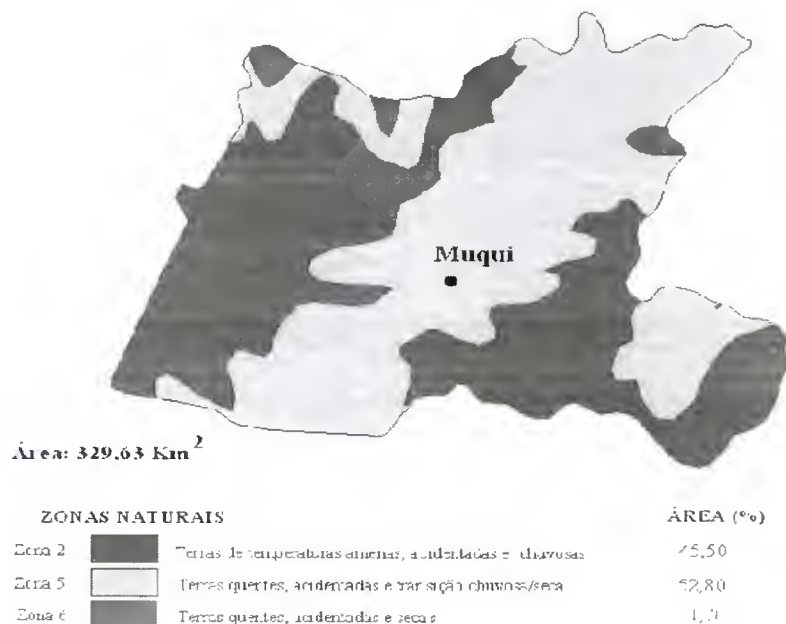 Muqui
Área: 329.63 Km²
ZONAS NATURAIS ÁREA (%)
Zona 2 Terras de temperaturas amenas, acidentadas e chuvosas 45,50
Zona 5 Terras quentes, acidentadas e transição chuvosa/seca 52,80
Zona 6 Terras quentes, acidentadas e secas